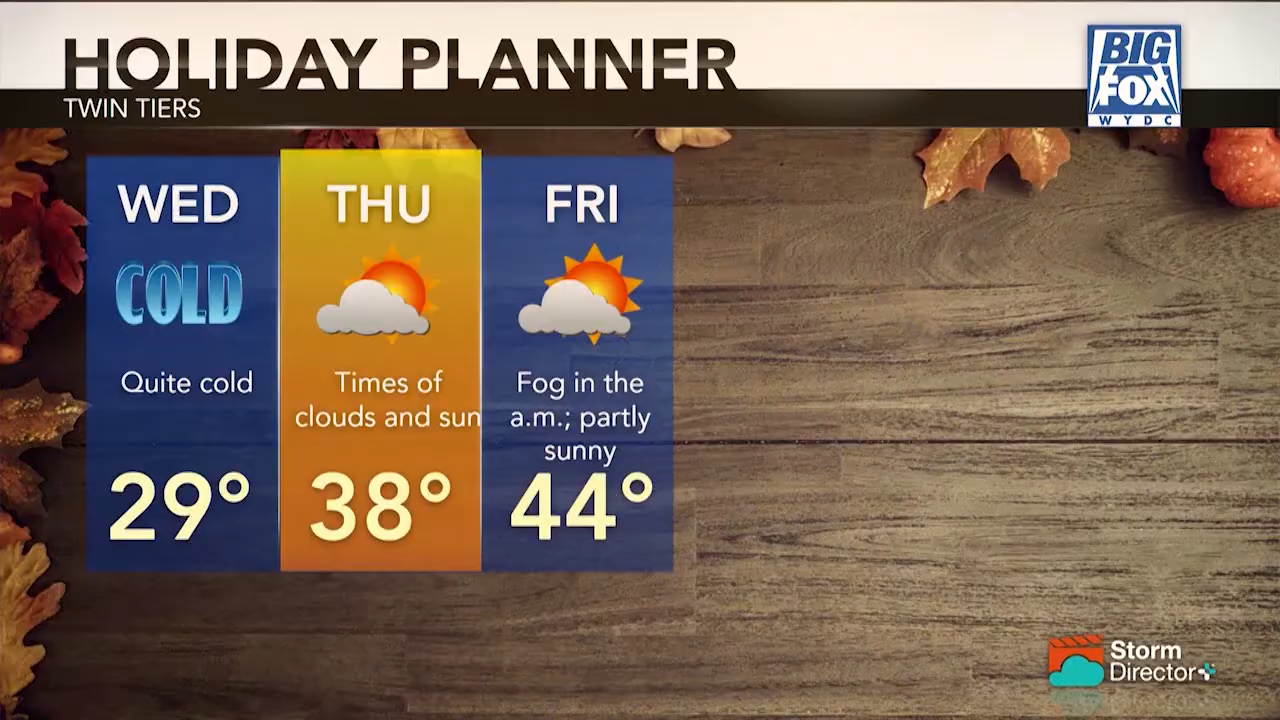 HOLIDAY PLANNER
TWIN TIERS
BIG
FOX
WYDC
WED
COLD
Quite cold
29°
THU
Times of
clouds and sun
38°
FRI
Fog in the
a.m.; partly
sunny
44°
Storm
Director+